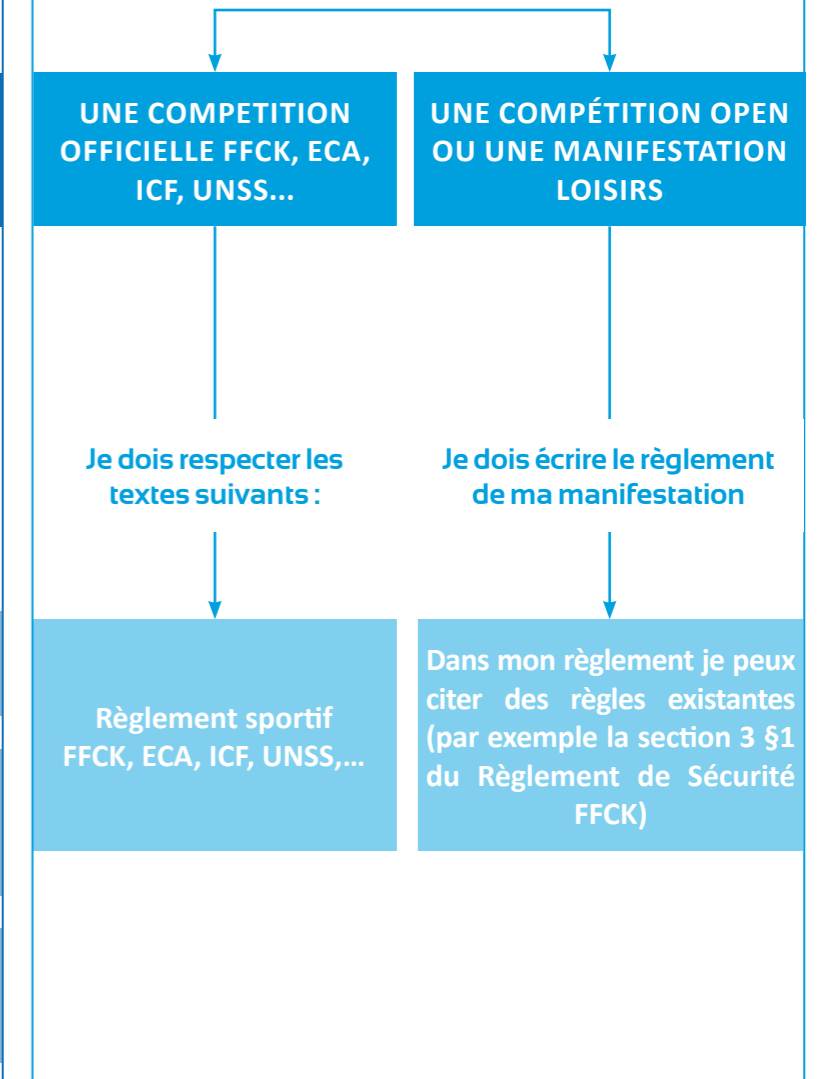 UNE COMPETITION
OFFICIELLE FFCK, ECA,
ICF, UNSS...
UNE COMPÉTITION OPEN
OU UNE MANIFESTATION
LOISIRS
Je dois respecter les
textes suivants :
Je dois écrire le règlement
de ma manifestation
Règlement sportif
FFCK, ECA, ICF, UNSS,...
Dans mon règlement je peux
citer des règles existantes
(par exemple la section 3 §1
du Règlement de Sécurité
FFCK)